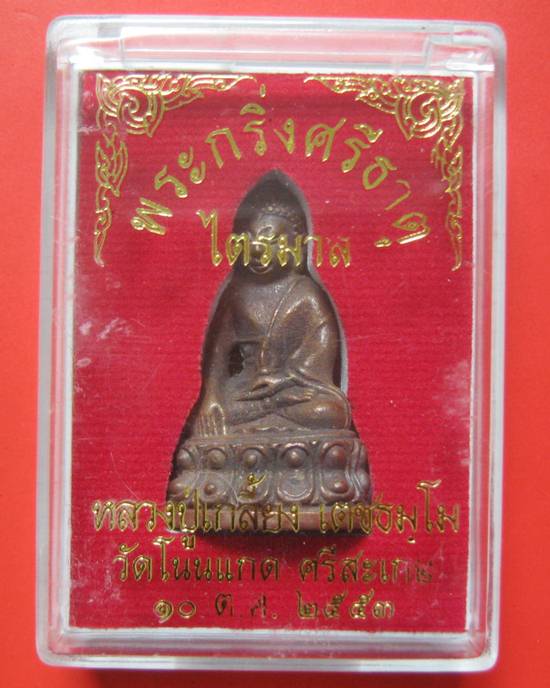 พระกริ่งศรีธาตุ
ไตรมาส
หลวงปู่เกลี้ยง เตชธมฺโม
วัดโนนแกด ศรีสะเกษ
๑๐ ต.ค. ๒๕๕๓